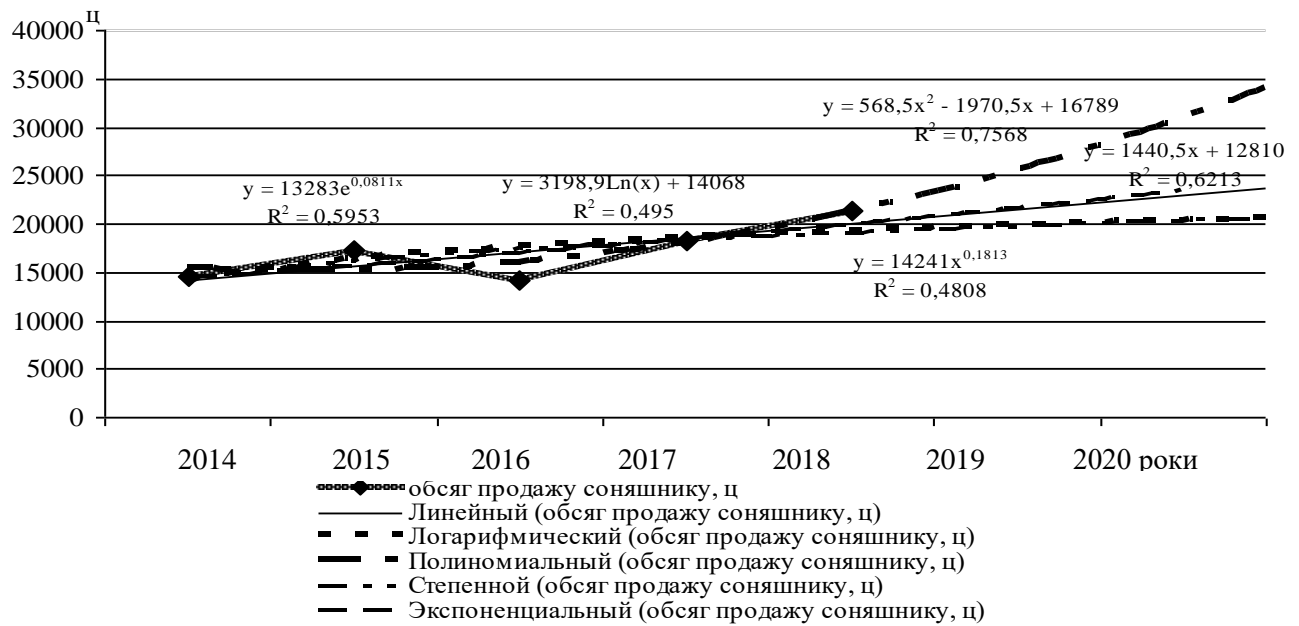 ц
40000
35000
30000
25000
20000
15000
10000
5000
0
y = 568,5x² - 1970,5x + 16789
R² = 0,7568
y = 1440,5x + 12810
R² = 0,6213
y = 13283e^0,0811x
R² = 0,5953
y = 3198,9Ln(x) + 14068
R² = 0,495
y = 14241x^0,1813
R² = 0,4808
2014 2015 2016 2017 2018 2019 2020 роки
обсяг продажу соняшнику, ц
Линейный (обсяг продажу соняшнику, ц)
Логарифмический (обсяг продажу соняшнику, ц)
Полиномиальный (обсяг продажу соняшнику, ц)
Степенной (обсяг продажу соняшнику, ц)
Экспоненциальный (обсяг продажу соняшнику, ц)